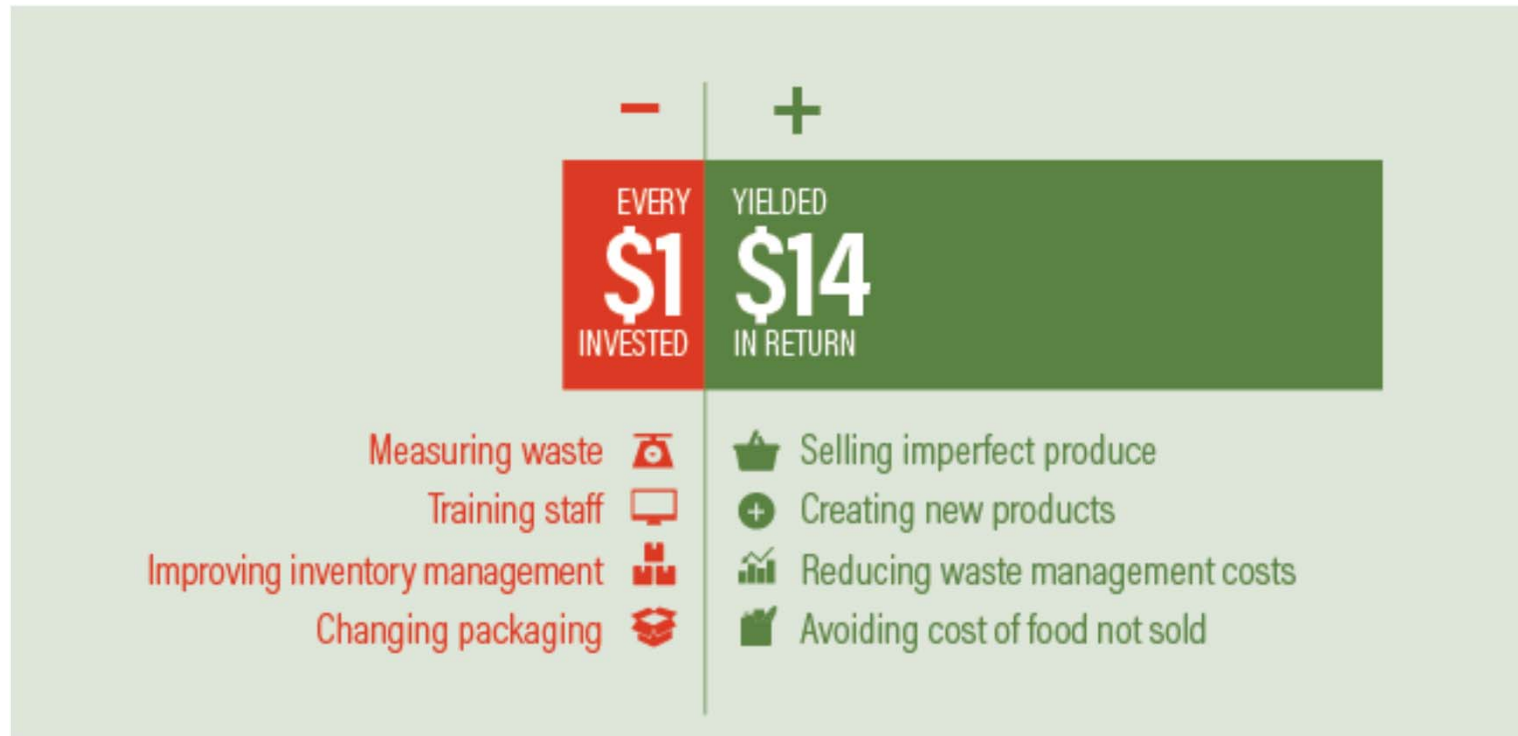 −
+
EVERY
$1
INVESTED
YIELDED
$14
IN RETURN
Measuring waste
Training staff
Improving inventory management
Changing packaging
Selling imperfect produce
Creating new products
Reducing waste management costs
Avoiding cost of food not sold